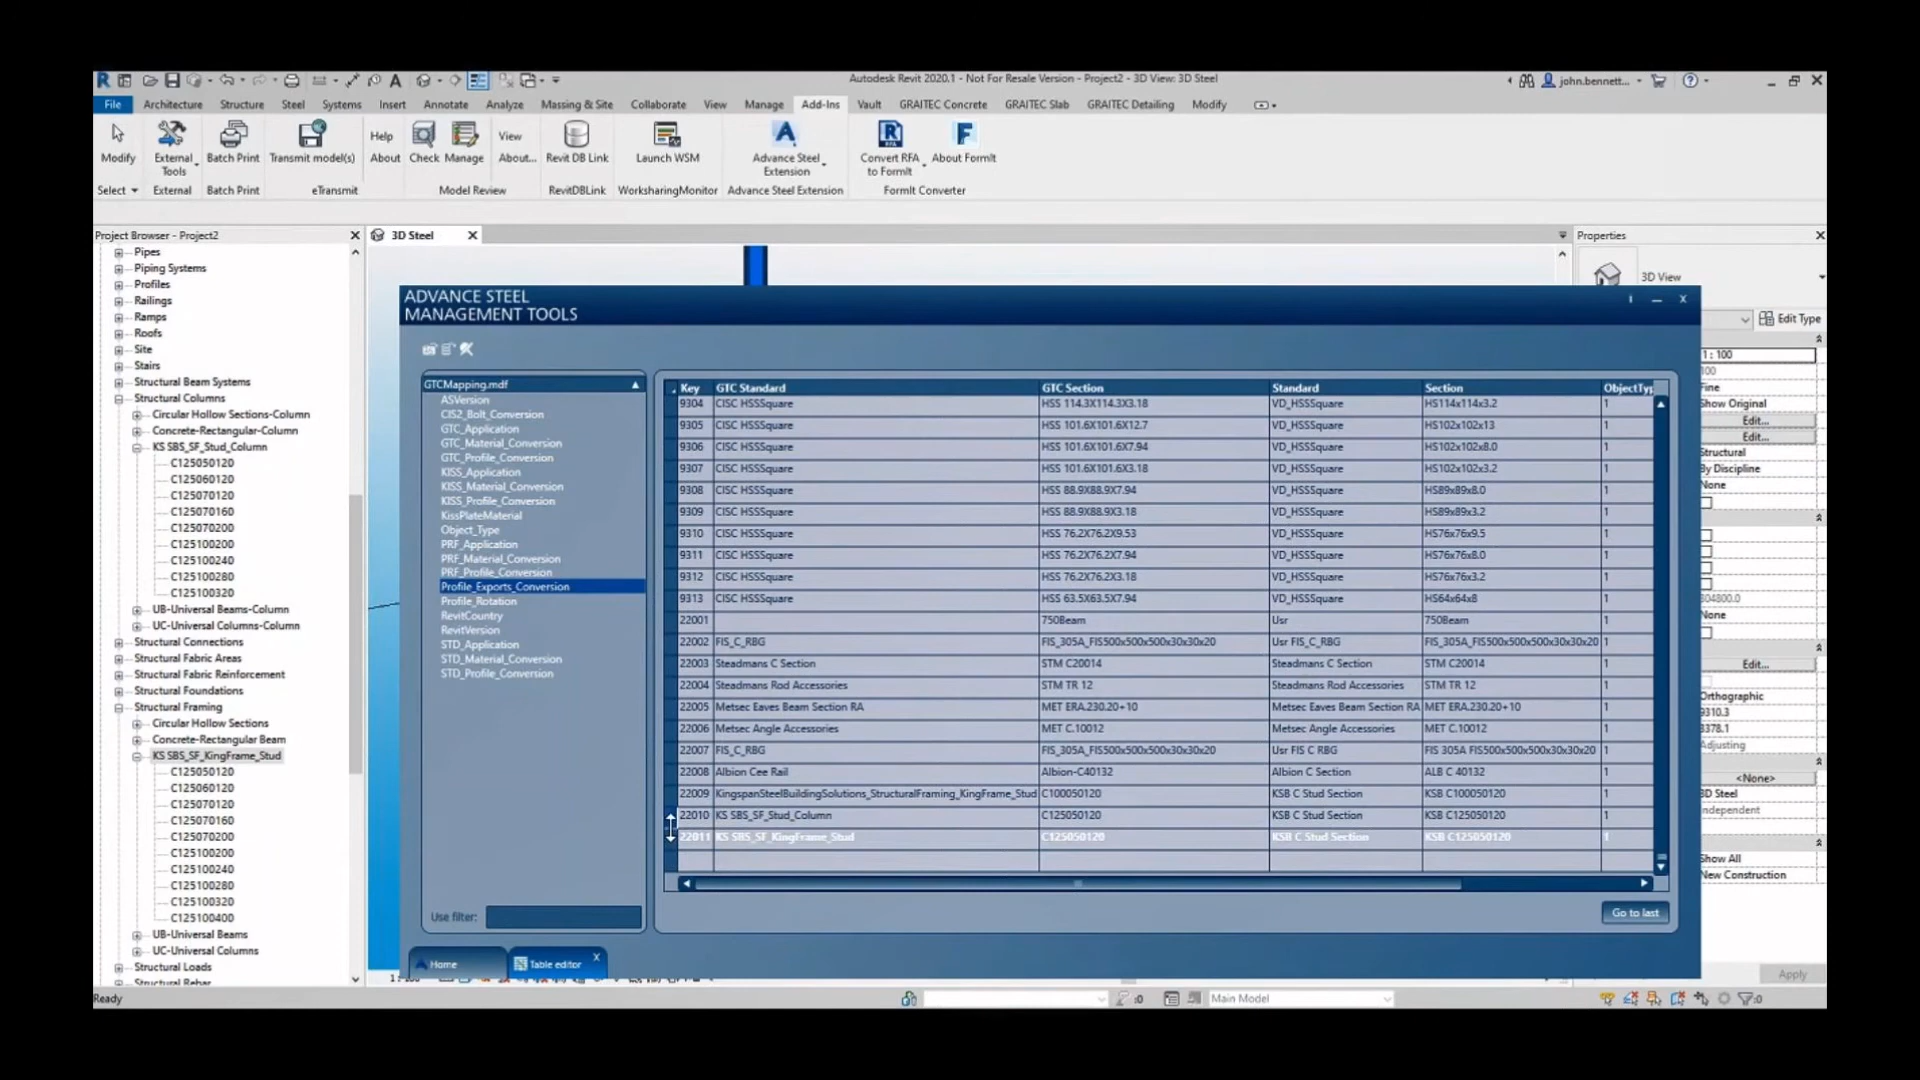 Autodesk Revit 2020.1 - Not For Resale Version - Project2 - 3D View: 3D Steel
john.bennett...
File Architecture Structure Steel Systems Insert Annotate Analyze Massing & Site Collaborate View Manage Add-Ins Vault GRAITEC Concrete GRAITEC Slab GRAITEC Detailing Modify
Modify External Tools Batch Print Transmit model(s) Help About Check Manage View About... Revit DB Link Launch WSM Advance Steel Extension Convert RFA to FormIt About FormIt
Select External Batch Print eTransmit Model Review RevitDBLink WorksharingMonitor Advance Steel Extension FormIt Converter
Project Browser - Project2
Pipes
Piping Systems
Profiles
Railings
Ramps
Roofs
Site
Stairs
Structural Beam Systems
Structural Columns
Circular Hollow Sections-Column
Concrete-Rectangular-Column
KS SBS_SF_Stud_Column
C125050120
C125060120
C125070120
C125070160
C125070200
C125100200
C125100240
C125100280
C125100320
UB-Universal Beams-Column
UC-Universal Columns-Column
Structural Connections
Structural Fabric Areas
Structural Fabric Reinforcement
Structural Foundations
Structural Framing
Circular Hollow Sections
Concrete-Rectangular Beam
KS SBS_SF_KingFrame_Stud
C125050120
C125060120
C125070120
C125070160
C125070200
C125100200
C125100240
C125100280
C125100320
C125100400
UB-Universal Beams
UC-Universal Columns
Structural Loads
Structural Rebar
3D Steel
ADVANCE STEEL
MANAGEMENT TOOLS
GTCMapping.mdf
ASVersion
CIS2_Bolt_Conversion
GTC_Application
GTC_Material_Conversion
GTC_Profile_Conversion
KISS_Application
KISS_Material_Conversion
KISS_Profile_Conversion
KissPlateMaterial
Object_Type
PRF_Application
PRF_Material_Conversion
PRF_Profile_Conversion
Profile_Exports_Conversion
Profile_Rotation
RevitCountry
RevitVersion
STD_Application
STD_Material_Conversion
STD_Profile_Conversion
Use filter:
Key GTC Standard GTC Section Standard Section ObjectTyp
9304 CISC HSSSquare HSS 114.3X114.3X3.18 VD_HSSSquare HS114x114x3.2 1
9305 CISC HSSSquare HSS 101.6X101.6X12.7 VD_HSSSquare HS102x102x13 1
9306 CISC HSSSquare HSS 101.6X101.6X7.94 VD_HSSSquare HS102x102x8.0 1
9307 CISC HSSSquare HSS 101.6X101.6X3.18 VD_HSSSquare HS102x102x3.2 1
9308 CISC HSSSquare HSS 88.9X88.9X7.94 VD_HSSSquare HS89x89x8.0 1
9309 CISC HSSSquare HSS 88.9X88.9X3.18 VD_HSSSquare HS89x89x3.2 1
9310 CISC HSSSquare HSS 76.2X76.2X9.53 VD_HSSSquare HS76x76x9.5 1
9311 CISC HSSSquare HSS 76.2X76.2X7.94 VD_HSSSquare HS76x76x8.0 1
9312 CISC HSSSquare HSS 76.2X76.2X3.18 VD_HSSSquare HS76x76x3.2 1
9313 CISC HSSSquare HSS 63.5X63.5X7.94 VD_HSSSquare HS64x64x8 1
22001 750Beam Usr 750Beam 1
22002 FIS_C_RBG FIS_305A_FIS500x500x500x30x30x20 Usr FIS_C_RBG FIS_305A_FIS500x500x500x30x30x20 1
22003 Steadmans C Section STM C20014 Steadmans C Section STM C20014 1
22004 Steadmans Rod Accessories STM TR 12 Steadmans Rod Accessories STM TR 12 1
22005 Metsec Eaves Beam Section RA MET ERA.230.20+10 Metsec Eaves Beam Section RA MET ERA.230.20+10 1
22006 Metsec Angle Accessories MET C.10012 Metsec Angle Accessories MET C.10012 1
22007 FIS_C_RBG FIS_305A_FIS500x500x500x30x30x20 Usr FIS C RBG FIS 305A FIS500x500x500x30x30x20 1
22008 Albion Cee Rail Albion-C40132 Albion C Section ALB C 40132 1
22009 KingspanSteelBuildingSolutions_StructuralFraming_KingFrame_Stud C100050120 KSB C Stud Section KSB C100050120 1
22010 KS SBS_SF_Stud_Column C125050120 KSB C Stud Section KSB C125050120 1
22011 KS SBS_SF_KingFrame_Stud C125050120 KSB C Stud Section KSB C125050120 1
Go to last
Home Table editor
Properties
3D View
Edit Type
1 : 100
100
Fine
Show Original
Edit...
Edit...
Structural
By Discipline
None
304800.0
None
Edit...
Orthographic
9310.3
3378.1
Adjusting
<None>
3D Steel
Independent
Show All
New Construction
Apply
Ready :0 Main Model :0